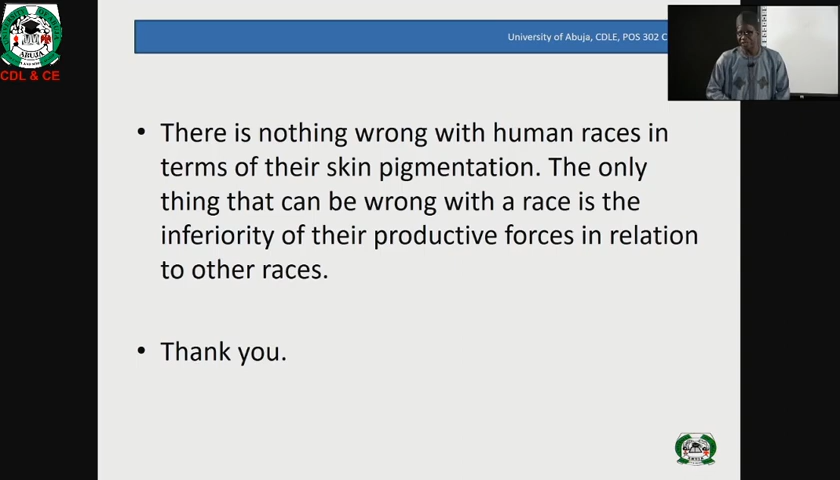 ABUJA
CDL & CE
University of Abuja, CDLE, POS 302 C
• There is nothing wrong with human races in
terms of their skin pigmentation. The only
thing that can be wrong with a race is the
inferiority of their productive forces in relation
to other races.
• Thank you.